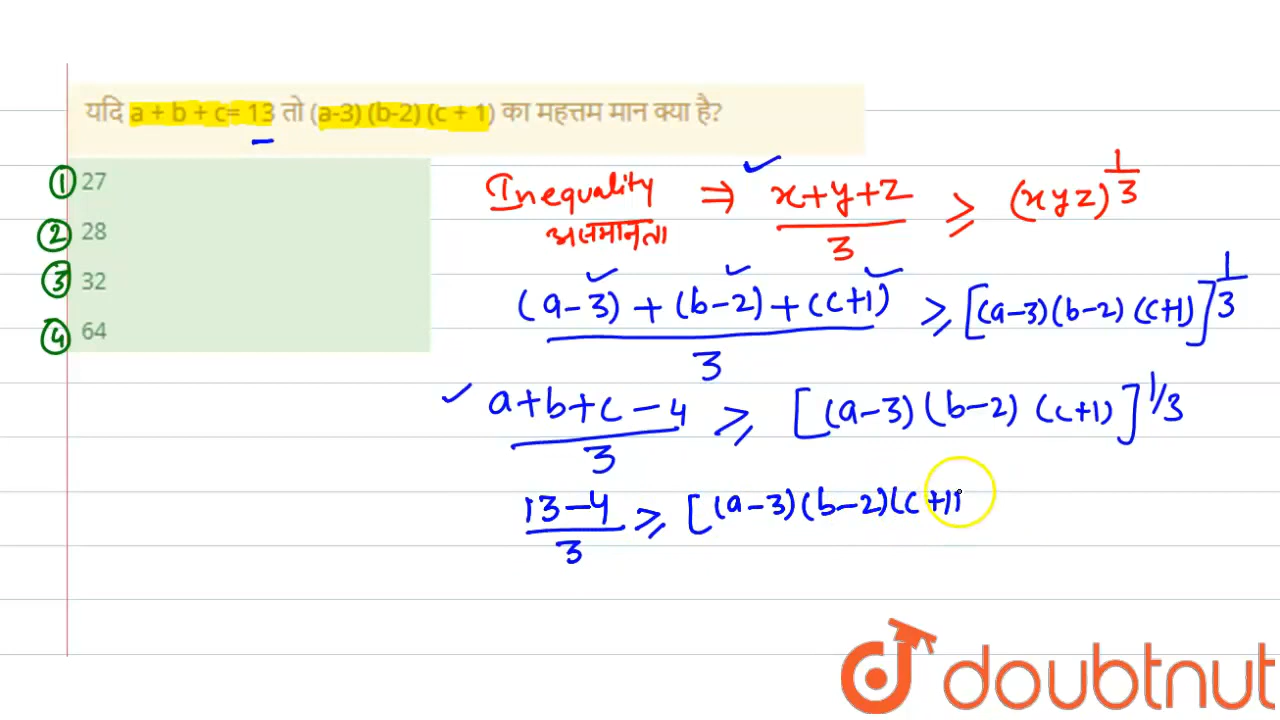 यदि a + b + c= 13 तो (a-3) (b-2) (c + 1) का महत्तम मान क्या है?
① 27
② 28
③ 32
④ 64
Inequality ⇒ x+y+z/3 ≥ (xyz)^1/3
असमानता
(a-3)+(b-2)+(c+1)/3 ≥ [(a-3)(b-2)(c+1)]^1/3
a+b+c-4/3 ≥ [(a-3)(b-2)(c+1)]^1/3
13-4/3 ≥ [(a-3)(b-2)(c+1)
doubtnut